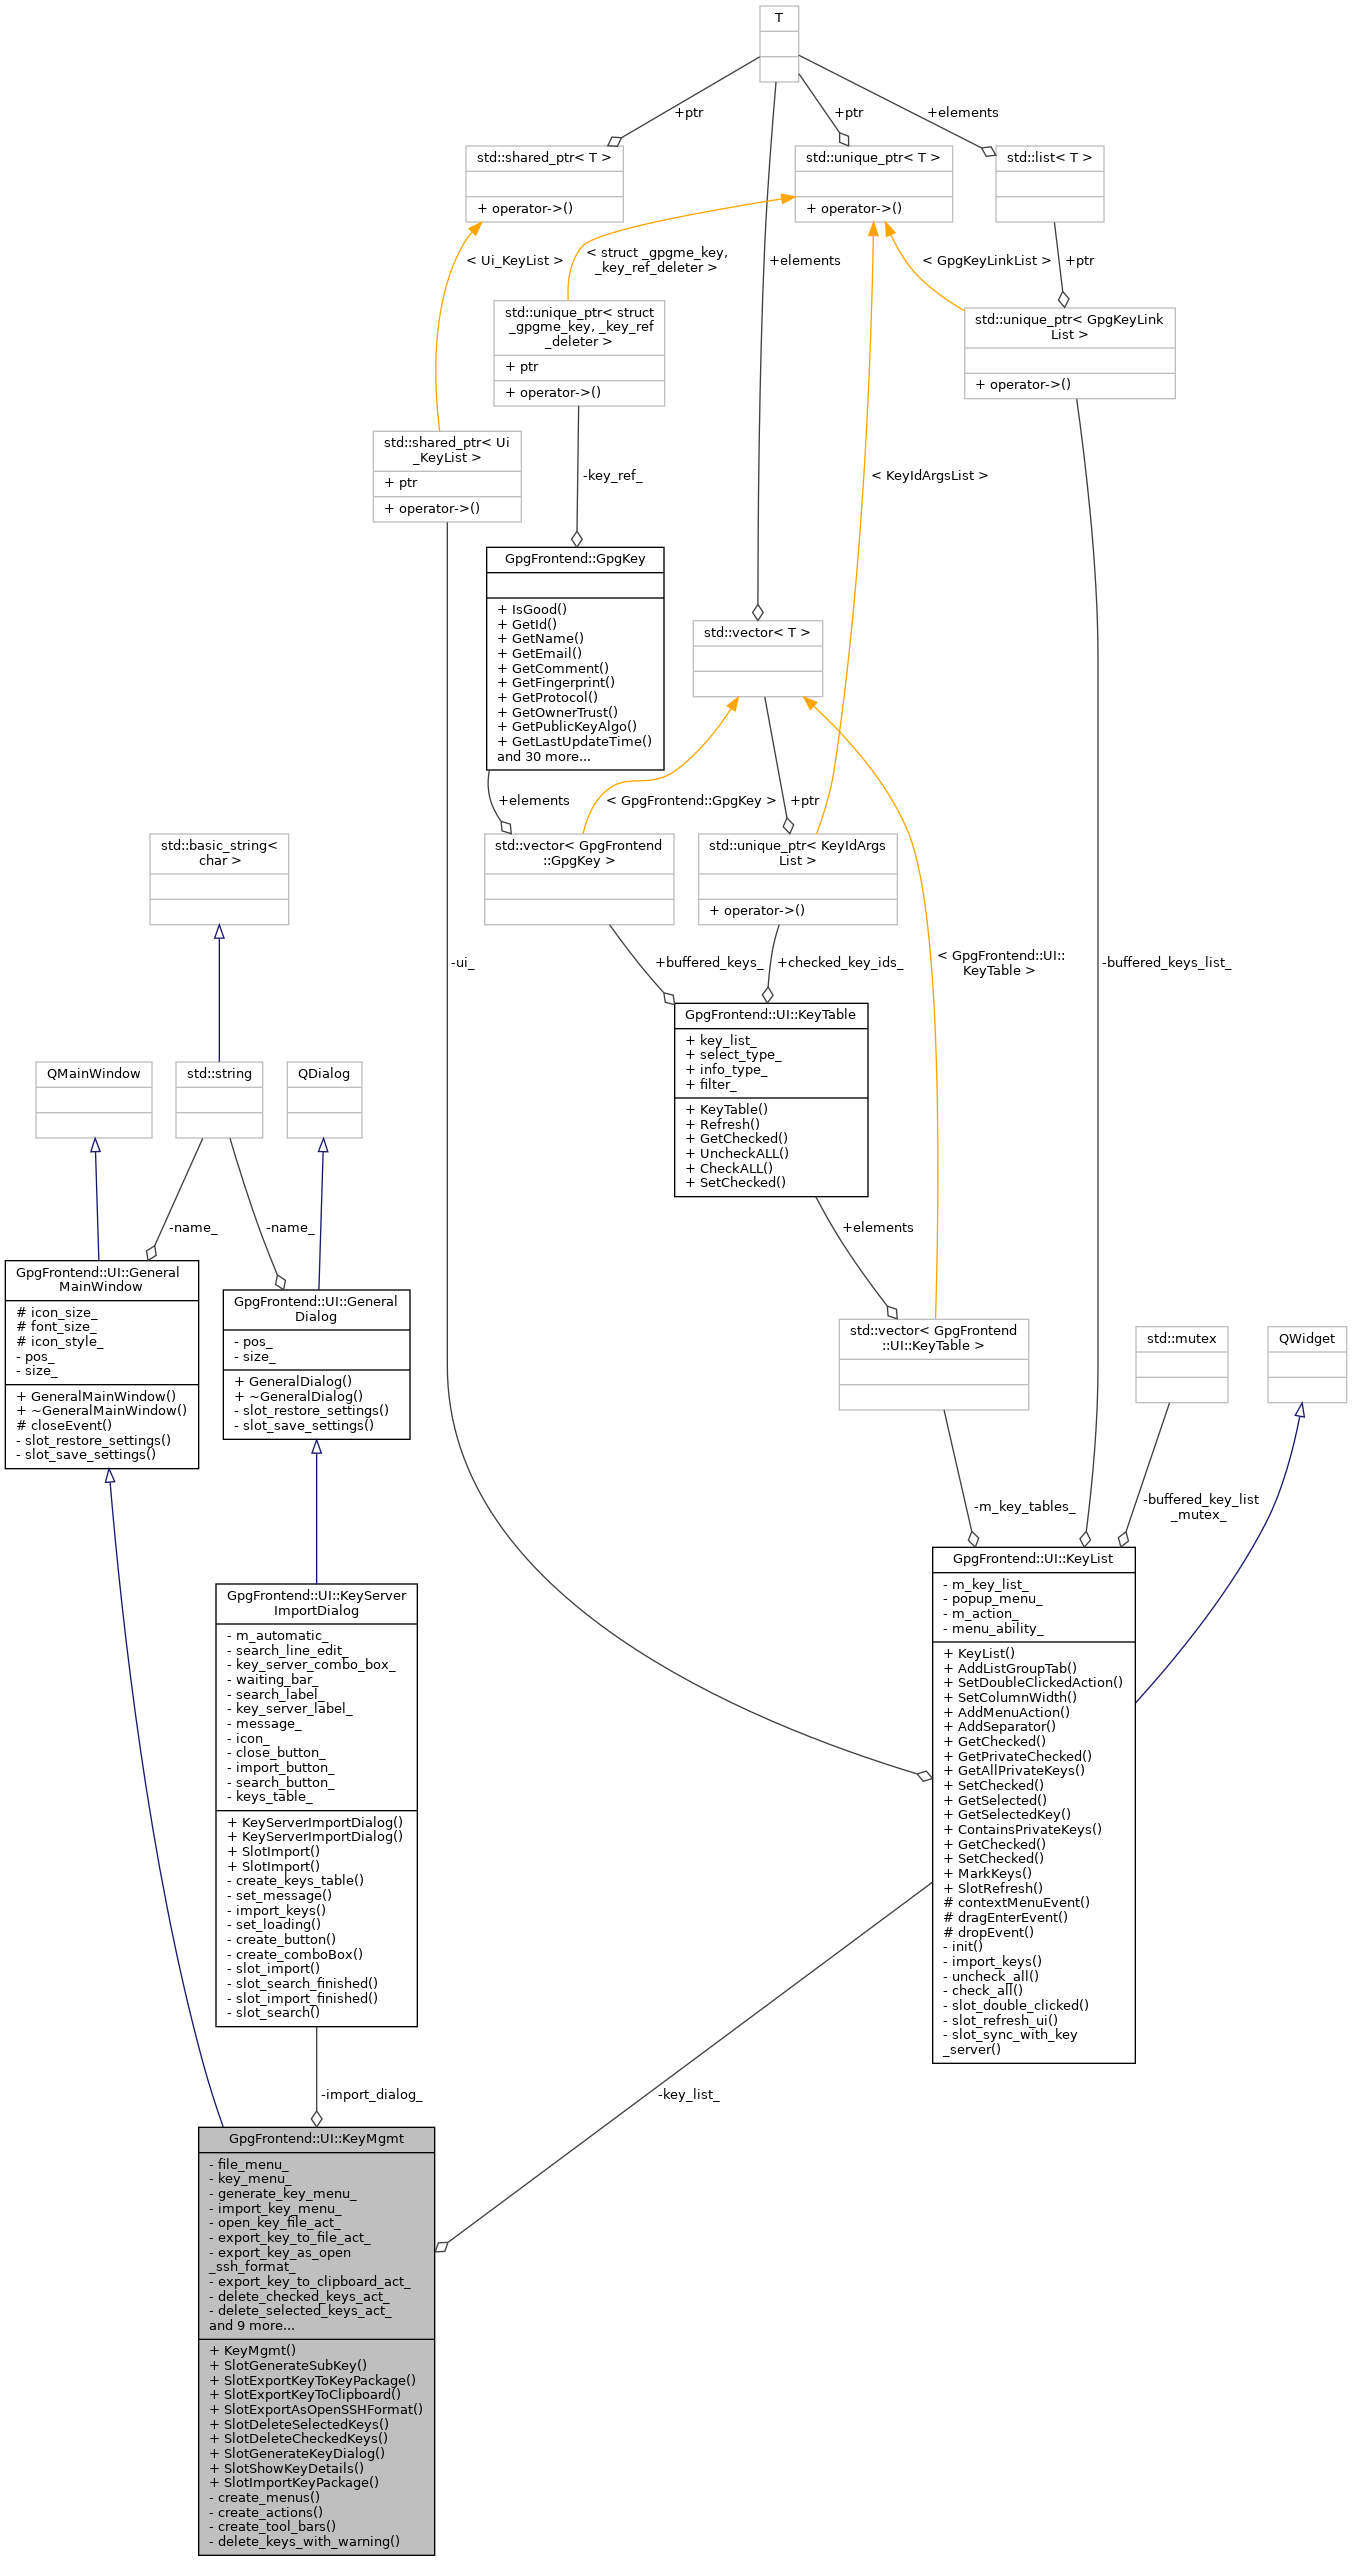 T
+ptr
+ptr
+elements
std::shared_ptr< T >
+ operator->()
std::unique_ptr< T >
+ operator->()
std::list< T >
< Ui_KeyList >
< struct _gpgme_key,
_key_ref_deleter >
+elements
< GpgKeyLinkList >
+ptr
std::unique_ptr< struct
_gpgme_key, _key_ref
_deleter >
+ ptr
+ operator->()
std::unique_ptr< GpgKeyLink
List >
+ operator->()
std::shared_ptr< Ui
_KeyList >
+ ptr
+ operator->()
-key_ref_
< KeyIdArgsList >
GpgFrontend::GpgKey
+ IsGood()
+ GetId()
+ GetName()
+ GetEmail()
+ GetComment()
+ GetFingerprint()
+ GetProtocol()
+ GetOwnerTrust()
+ GetPublicKeyAlgo()
+ GetLastUpdateTime()
and 30 more...
std::vector< T >
+elements
< GpgFrontend::GpgKey >
+ptr
std::basic_string<
char >
std::vector< GpgFrontend
::GpgKey >
std::unique_ptr< KeyIdArgs
List >
+ operator->()
-ui_
+buffered_keys_
+checked_key_ids_
< GpgFrontend::UI::
KeyTable >
-buffered_keys_list_
GpgFrontend::UI::KeyTable
+ key_list_
+ select_type_
+ info_type_
+ filter_
+ KeyTable()
+ Refresh()
+ GetChecked()
+ UncheckALL()
+ CheckALL()
+ SetChecked()
QMainWindow
std::string
QDialog
-name_
-name_
+elements
GpgFrontend::UI::General
MainWindow
# icon_size_
# font_size_
# icon_style_
- pos_
- size_
+ GeneralMainWindow()
+ ~GeneralMainWindow()
# closeEvent()
- slot_restore_settings()
- slot_save_settings()
GpgFrontend::UI::General
Dialog
- pos_
- size_
+ GeneralDialog()
+ ~GeneralDialog()
- slot_restore_settings()
- slot_save_settings()
std::vector< GpgFrontend
::UI::KeyTable >
std::mutex
QWidget
-m_key_tables_
-buffered_key_list
_mutex_
GpgFrontend::UI::KeyServer
ImportDialog
- m_automatic_
- search_line_edit_
- key_server_combo_box_
- waiting_bar_
- search_label_
- key_server_label_
- message_
- icon_
- close_button_
- import_button_
- search_button_
- keys_table_
+ KeyServerImportDialog()
+ KeyServerImportDialog()
+ SlotImport()
+ SlotImport()
- create_keys_table()
- set_message()
- import_keys()
- set_loading()
- create_button()
- create_comboBox()
- slot_import()
- slot_search_finished()
- slot_import_finished()
- slot_search()
GpgFrontend::UI::KeyList
- m_key_list_
- popup_menu_
- m_action_
- menu_ability_
+ KeyList()
+ AddListGroupTab()
+ SetDoubleClickedAction()
+ SetColumnWidth()
+ AddMenuAction()
+ AddSeparator()
+ GetChecked()
+ GetPrivateChecked()
+ GetAllPrivateKeys()
+ SetChecked()
+ GetSelected()
+ GetSelectedKey()
+ ContainsPrivateKeys()
+ GetChecked()
+ SetChecked()
+ MarkKeys()
+ SlotRefresh()
# contextMenuEvent()
# dragEnterEvent()
# dropEvent()
- init()
- import_keys()
- uncheck_all()
- check_all()
- slot_double_clicked()
- slot_refresh_ui()
- slot_sync_with_key
_server()
-import_dialog_
-key_list_
GpgFrontend::UI::KeyMgmt
- file_menu_
- key_menu_
- generate_key_menu_
- import_key_menu_
- open_key_file_act_
- export_key_to_file_act_
- export_key_as_open
_ssh_format_
- export_key_to_clipboard_act_
- delete_checked_keys_act_
- delete_selected_keys_act_
and 9 more...
+ KeyMgmt()
+ SlotGenerateSubKey()
+ SlotExportKeyToKeyPackage()
+ SlotExportKeyToClipboard()
+ SlotExportAsOpenSSHFormat()
+ SlotDeleteSelectedKeys()
+ SlotDeleteCheckedKeys()
+ SlotGenerateKeyDialog()
+ SlotShowKeyDetails()
+ SlotImportKeyPackage()
- create_menus()
- create_actions()
- create_tool_bars()
- delete_keys_with_warning()